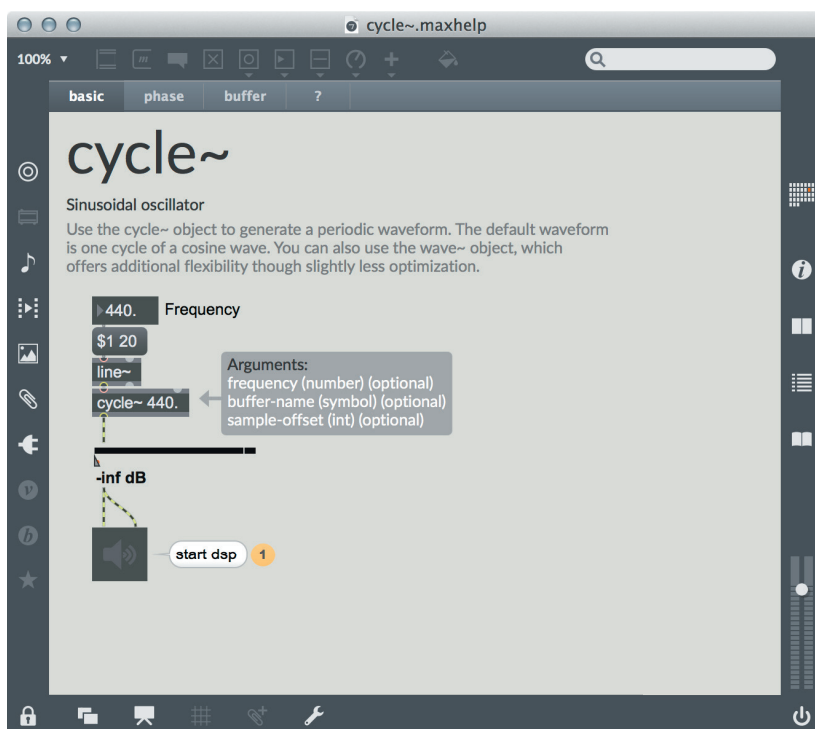 cycle~.maxhelp
100%
basic phase buffer ?
cycle~
Sinusoidal oscillator
Use the cycle~ object to generate a periodic waveform. The default waveform
is one cycle of a cosine wave. You can also use the wave~ object, which
offers additional flexibility though slightly less optimization.
440. Frequency
$1 20
line~
cycle~ 440.
Arguments:
frequency (number) (optional)
buffer-name (symbol) (optional)
sample-offset (int) (optional)
-inf dB
start dsp 1